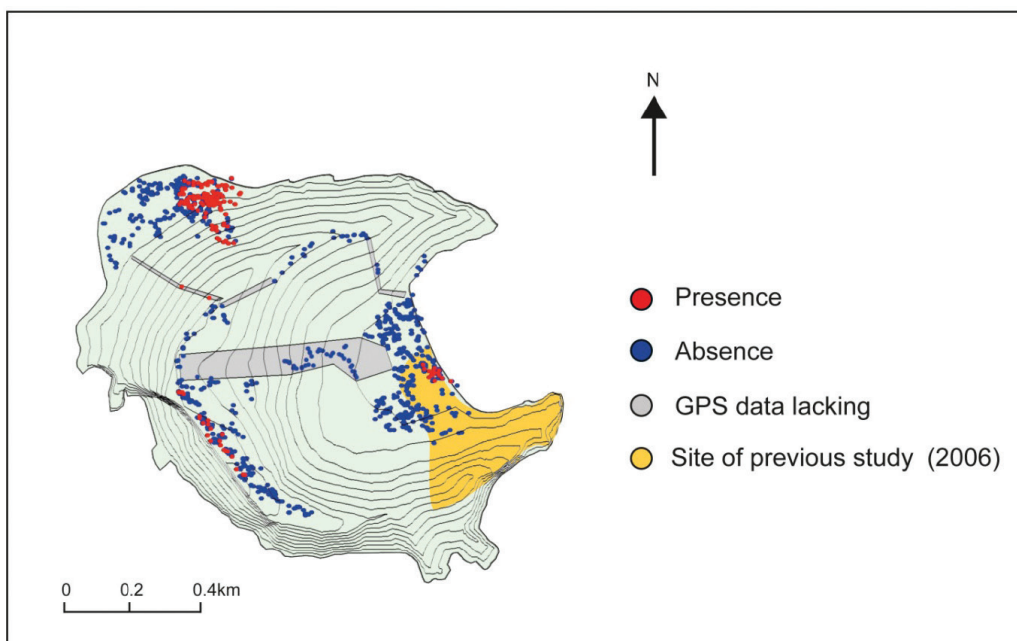 N
Presence
Absence
GPS data lacking
Site of previous study (2006)
0 0.2 0.4km